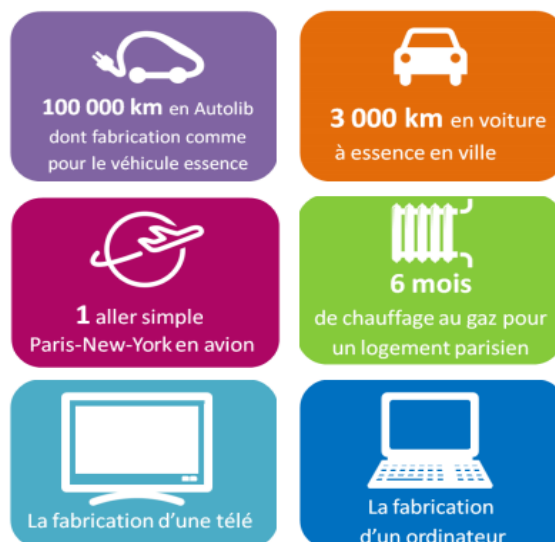 100 000 km en Autolib
dont fabrication comme
pour le véhicule essence
3 000 km en voiture
à essence en ville
1 aller simple
Paris-New-York en avion
6 mois
de chauffage au gaz pour
un logement parisien
La fabrication d'une télé
La fabrication
d'un ordinateur